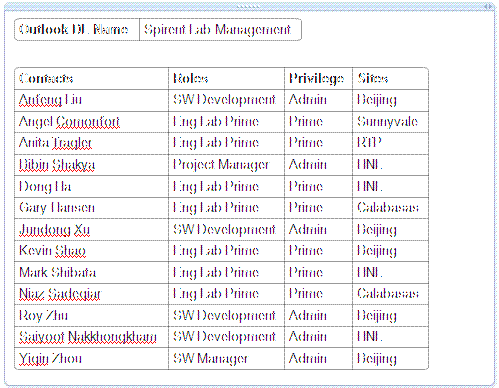 Outlook DL Name Spirent Lab Management
Contacts Roles Privilege Sites
Anfeng Liu SW Development Admin Beijing
Angel Comonfort Eng Lab Prime Prime Sunnyvale
Anita Tragler Eng Lab Prime Prime RTP
Bibin Shakya Project Manager Admin HNL
Dong Ha Eng Lab Prime Prime HNL
Gary Hansen Eng Lab Prime Prime Calabasas
Jundong Xu SW Development Admin Beijing
Kevin Shao Eng Lab Prime Prime Beijing
Mark Shibata Eng Lab Prime Prime HNL
Niaz Sadeqiar Eng Lab Prime Prime Calabasas
Roy Zhu SW Development Admin Beijing
Saiyoot Nakkhongkham SW Development Admin HNL
Yiqin Zhou SW Manager Admin Beijing